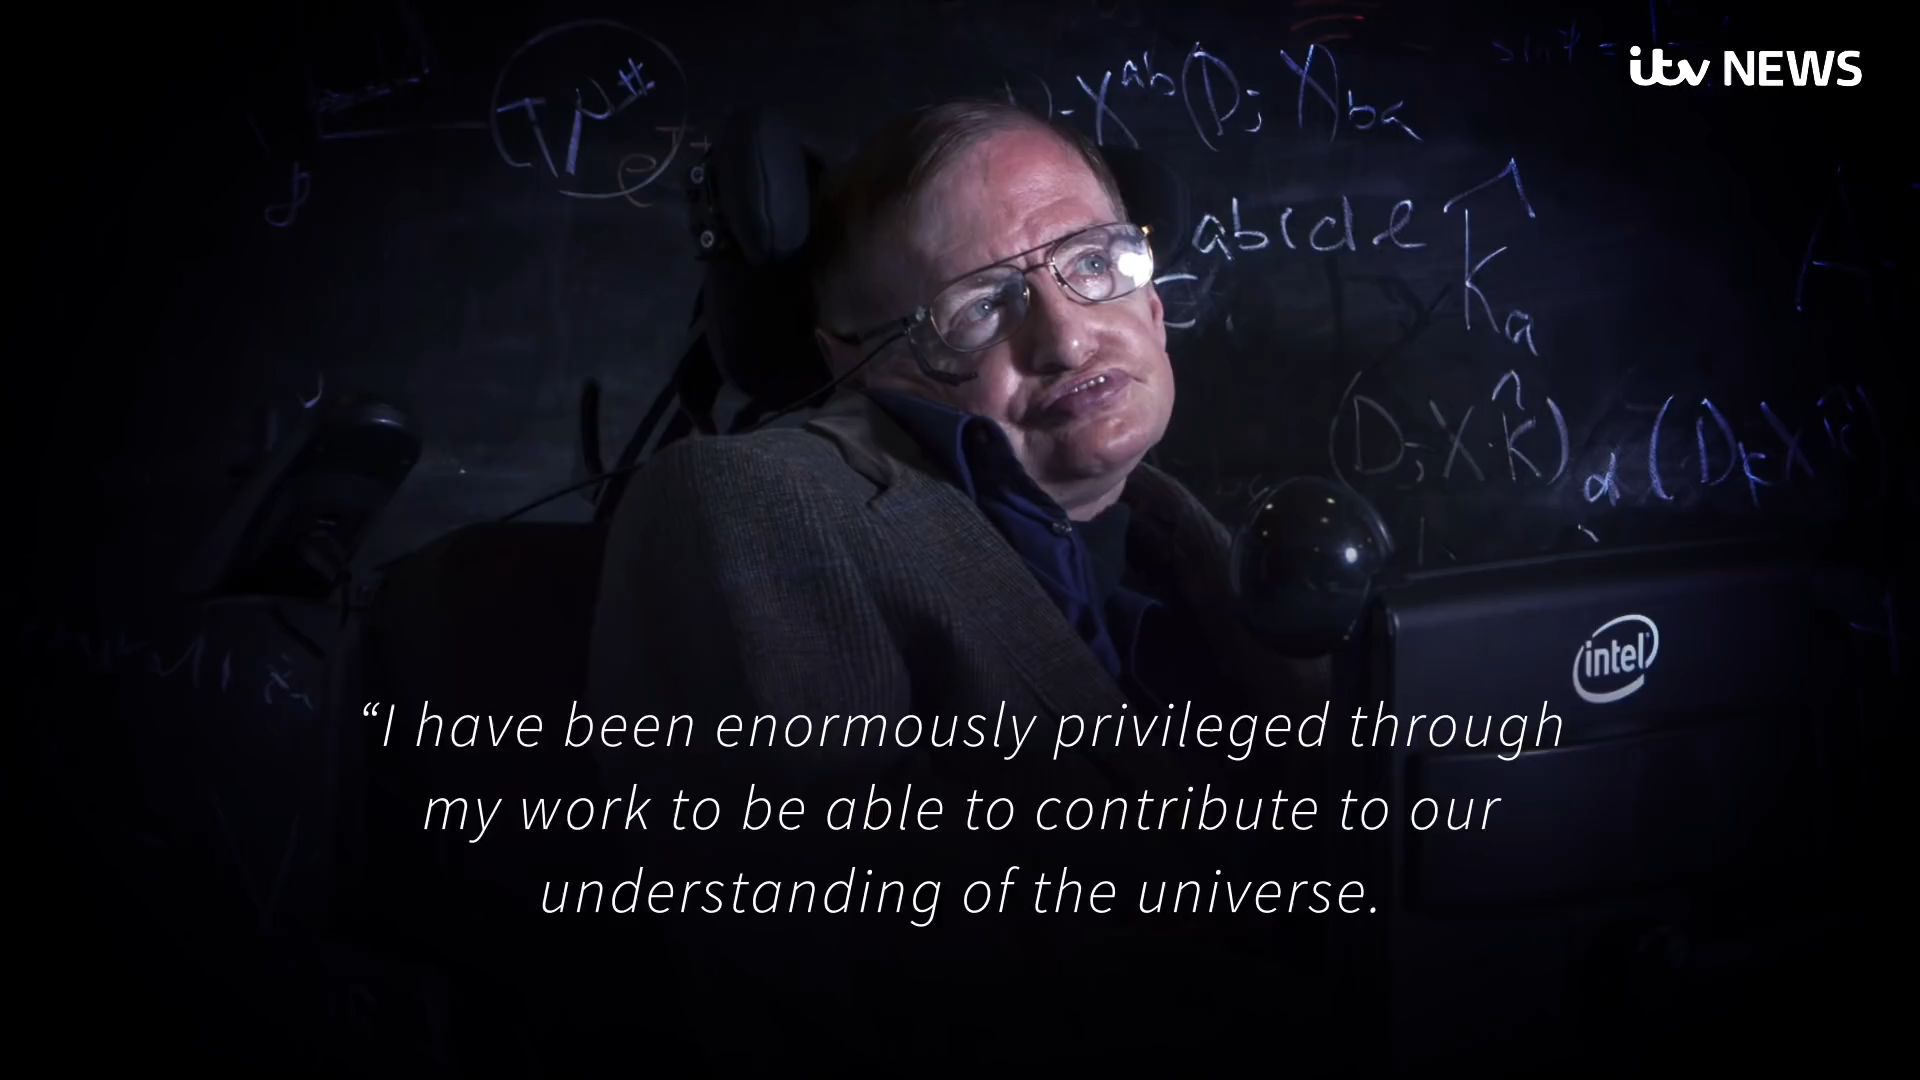 itv NEWS
abcde
k
a
intel
“I have been enormously privileged through
my work to be able to contribute to our
understanding of the universe.